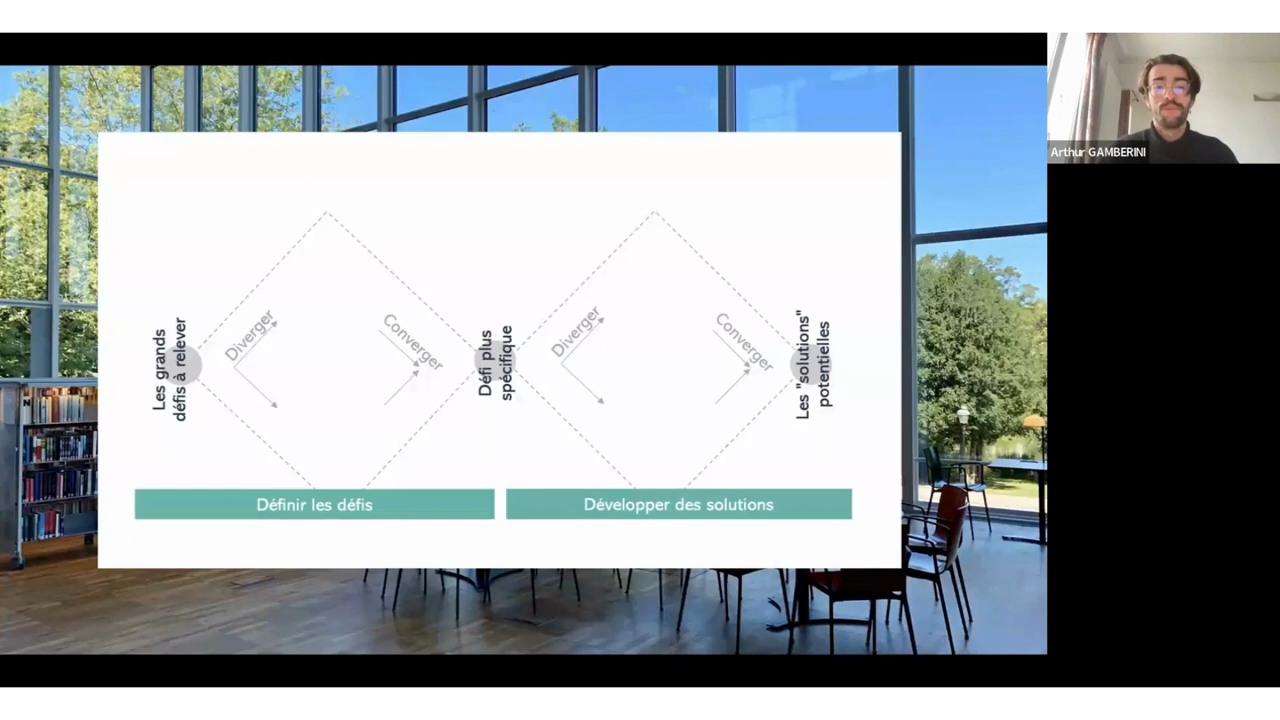 Arthur GAMBERINI
Les grands
défis à relever
Diverger
Converger
Défi plus
spécifique
Diverger
Converger
Les "solutions"
potentielles
Définir les défis
Développer des solutions